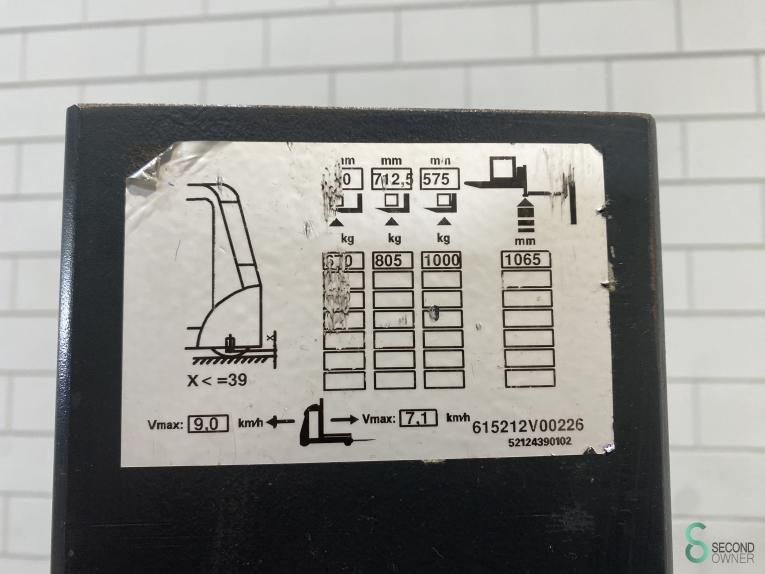 mm mm
712,5 575
kg kg kg
mm
805 1000 1065
X
X < =39
Vmax: 9,0 km/h Vmax: 7,1 km/h
615212V00226
52124390102
SECOND
OWNER